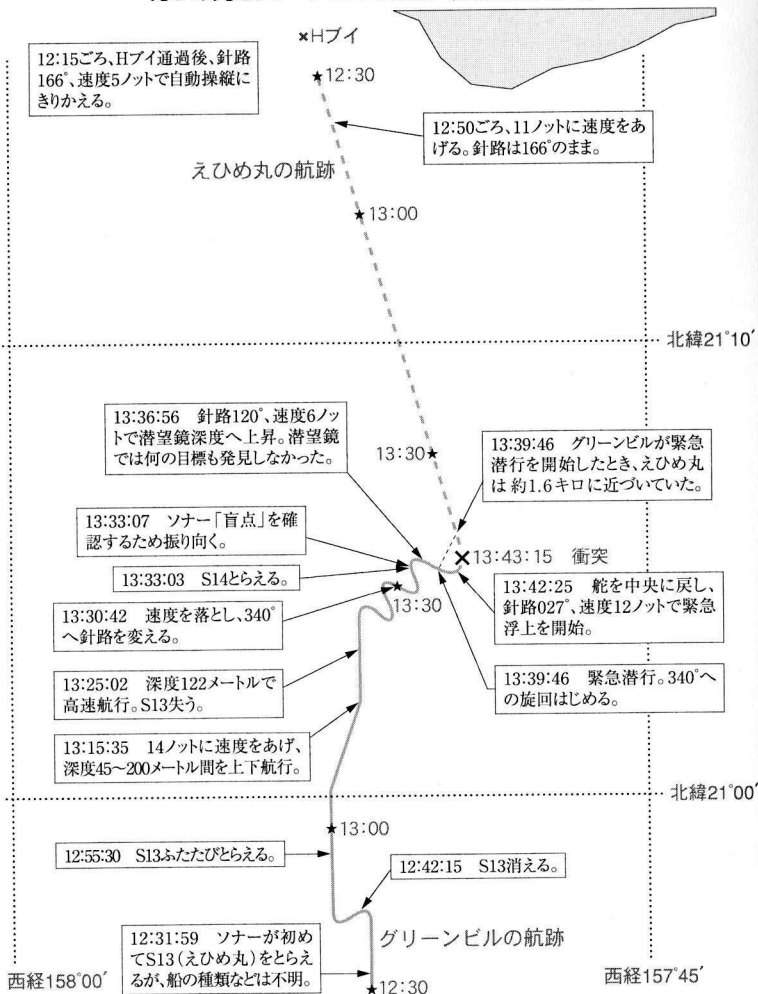 ×Hブイ
12:15ごろ、Hブイ通過後、針路
166°、速度5ノットで自動操縦に
きりかえる。
★12:30
12:50ごろ、11ノットに速度をあ
げる。針路は166°のまま。
えひめ丸の航跡
★13:00
北緯21°10′
13:36:56 針路120°、速度6ノッ
トで潜望鏡深度へ上昇。潜望鏡
では何の目標も発見しなかった。
13:30★
13:39:46 グリーンビルが緊急
潜行を開始したとき、えひめ丸
は約1.6キロに近づいていた。
13:33:07 ソナー「盲点」を確
認するため振り向く。
×13:43:15 衝突
13:33:03 S14とらえる。
★13:30
13:42:25 舵を中央に戻し、
針路027°、速度12ノットで緊急
浮上を開始。
13:30:42 速度を落とし、340°
へ針路を変える。
13:39:46 緊急潜行。340°へ
の旋回はじめる。
13:25:02 深度122メートルで
高速航行。S13失う。
13:15:35 14ノットに速度をあげ、
深度45〜200メートル間を上下航行。
北緯21°00′
★13:00
12:55:30 S13ふたたびとらえる。
12:42:15 S13消える。
12:31:59 ソナーが初め
てS13(えひめ丸)をとら
えるが、船の種類などは不明。
グリーンビルの航跡
西経158°00′
★12:30
西経157°45′